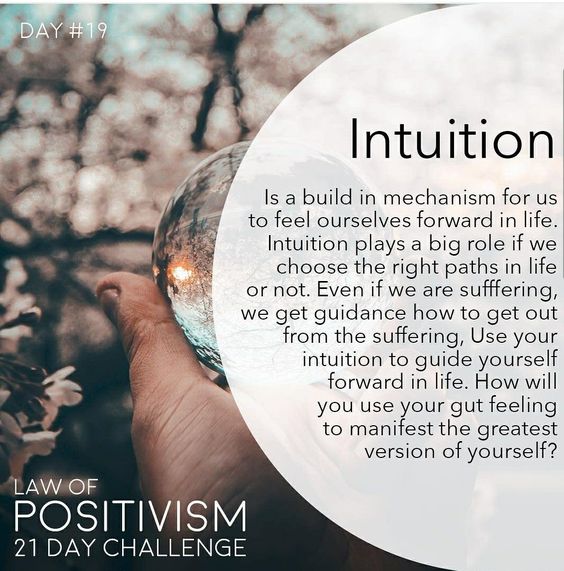 DAY #19
Intuition
Is a build in mechanism for us
to feel ourselves forward in life.
Intuition plays a big role if we
choose the right paths in life
or not. Even if we are sufffering,
we get guidance how to get out
from the suffering, Use your
intuition to guide yourself
forward in life. How will
you use your gut feeling
to manifest the greatest
version of yourself?
LAW OF
POSITIVISM
21 DAY CHALLENGE